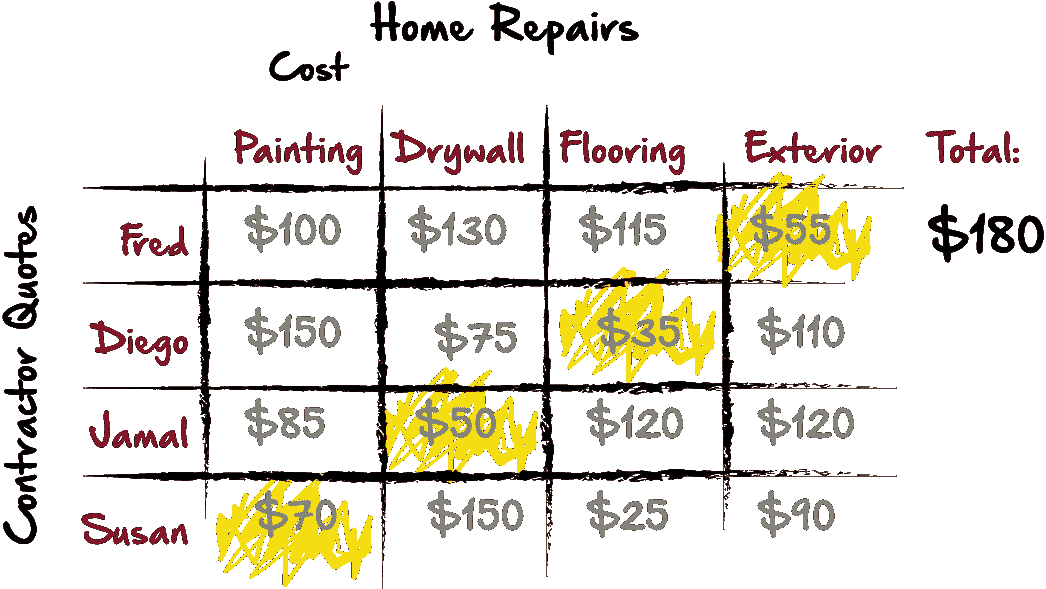 Home Repairs
Cost
Painting Drywall Flooring Exterior Total:
Contractor Quotes
Fred $100 $130 $115 $55 $180
Diego $150 $75 $35 $110
Jamal $85 $50 $120 $120
Susan $70 $150 $25 $90